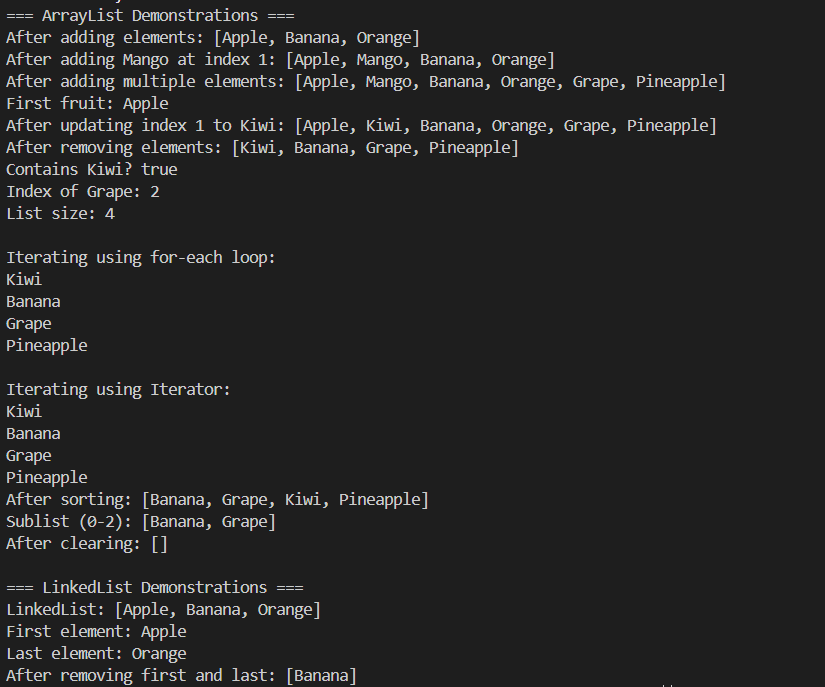 === ArrayList Demonstrations ===
After adding elements: [Apple, Banana, Orange]
After adding Mango at index 1: [Apple, Mango, Banana, Orange]
After adding multiple elements: [Apple, Mango, Banana, Orange, Grape, Pineapple]
First fruit: Apple
After updating index 1 to Kiwi: [Apple, Kiwi, Banana, Orange, Grape, Pineapple]
After removing elements: [Kiwi, Banana, Grape, Pineapple]
Contains Kiwi? true
Index of Grape: 2
List size: 4
Iterating using for-each loop:
Kiwi
Banana
Grape
Pineapple
Iterating using Iterator:
Kiwi
Banana
Grape
Pineapple
After sorting: [Banana, Grape, Kiwi, Pineapple]
Sublist (0-2): [Banana, Grape]
After clearing: []
=== LinkedList Demonstrations ===
LinkedList: [Apple, Banana, Orange]
First element: Apple
Last element: Orange
After removing first and last: [Banana]